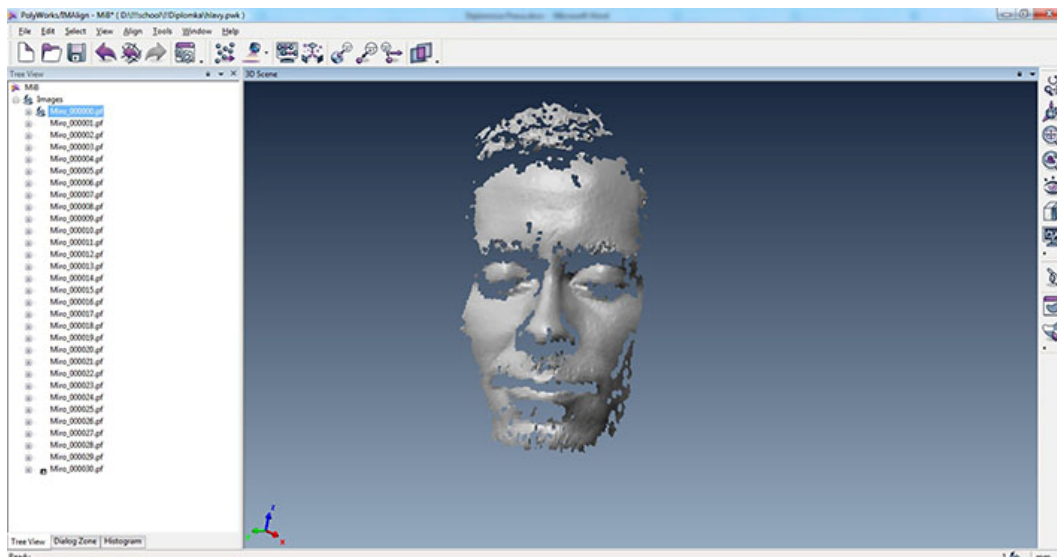 PolyWorks/IMAlign - Mi8* ( D:\!!!school\!Diplomka\hlavy.pwk )
File Edit Select View Align Tools Window Help
Tree View
3D Scene
Mi8
Images
Miro_000000.pf
Miro_000001.pf
Miro_000002.pf
Miro_000003.pf
Miro_000004.pf
Miro_000005.pf
Miro_000006.pf
Miro_000007.pf
Miro_000008.pf
Miro_000009.pf
Miro_000010.pf
Miro_000011.pf
Miro_000012.pf
Miro_000013.pf
Miro_000014.pf
Miro_000015.pf
Miro_000016.pf
Miro_000017.pf
Miro_000018.pf
Miro_000019.pf
Miro_000020.pf
Miro_000021.pf
Miro_000022.pf
Miro_000023.pf
Miro_000024.pf
Miro_000025.pf
Miro_000026.pf
Miro_000027.pf
Miro_000028.pf
Miro_000029.pf
Miro_000030.pf
z
x
Tree View Dialog Zone Histogram